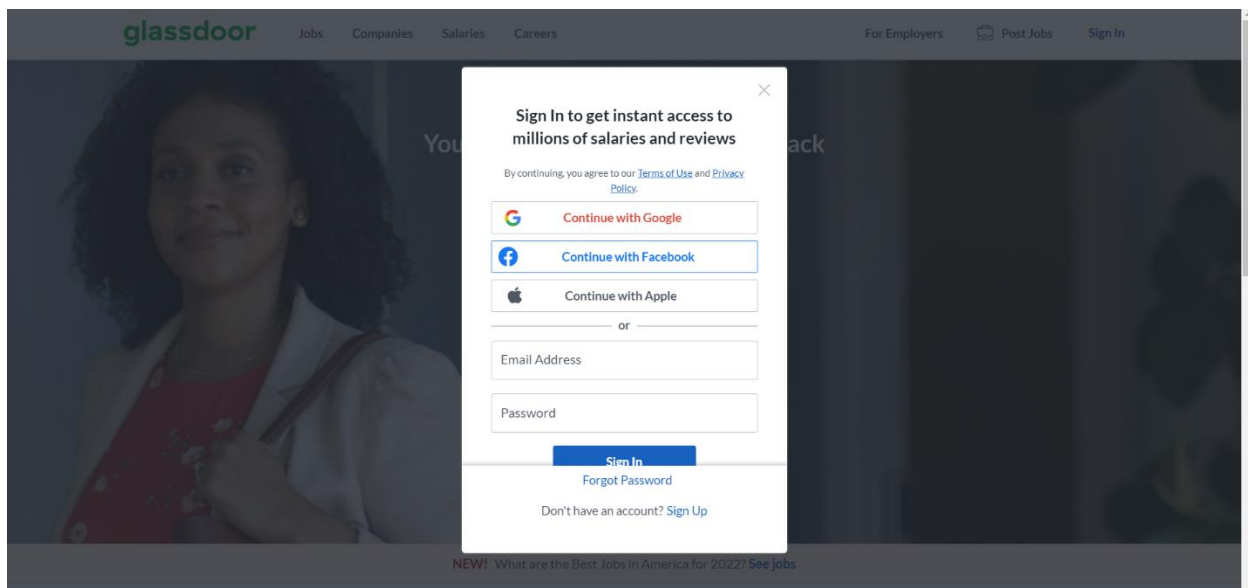 glassdoor Jobs Companies Salaries Careers For Employers Post Jobs Sign In
Sign In to get instant access to
millions of salaries and reviews
You
ack
By continuing, you agree to our Terms of Use and Privacy
Policy.
Continue with Google
Continue with Facebook
Continue with Apple
or
Email Address
Password
Sign In
Forgot Password
Don't have an account? Sign Up
NEW! What are the Best Jobs in America for 2022? See jobs